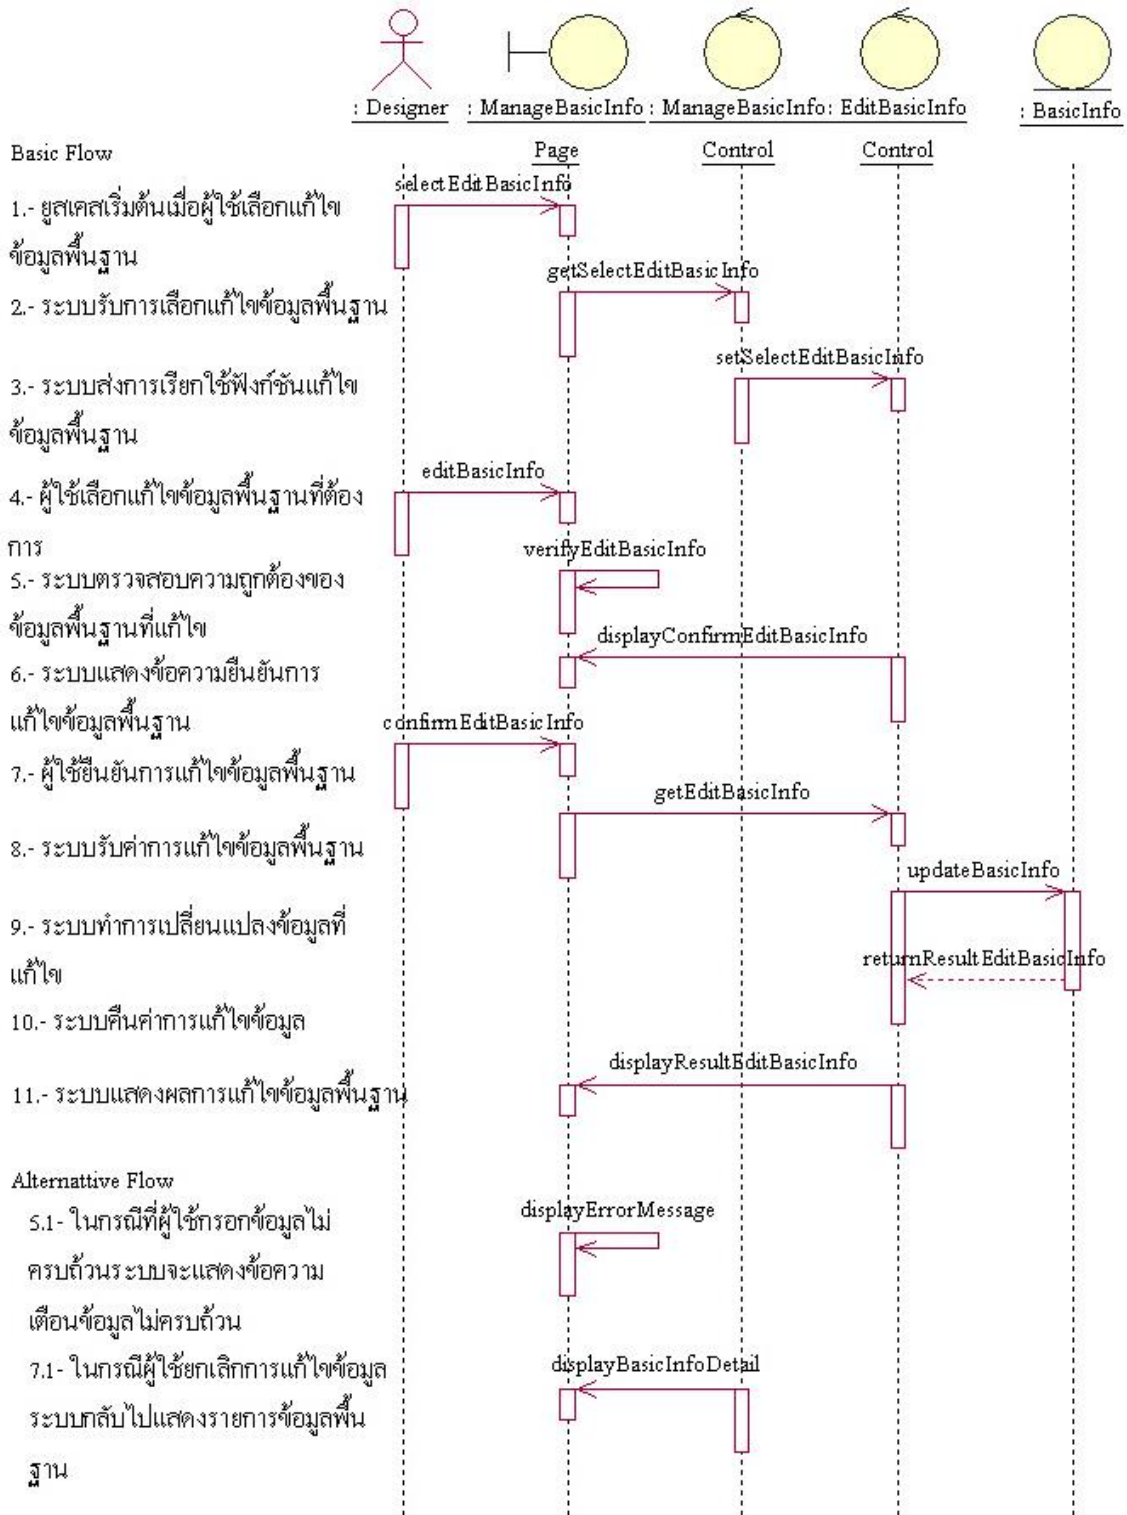 : Designer
: ManageBasicInfo
Page
: ManageBasicInfo
Control
: EditBasicInfo
Control
: BasicInfo
Basic Flow
selectEditBasicInfo
1.- ยูสเคสเริ่มต้นเมื่อผู้ใช้เลือกแก้ไข
ข้อมูลพื้นฐาน
getSelectEditBasicInfo
2.- ระบบรับการเลือกแก้ไขข้อมูลพื้นฐาน
setSelectEditBasicInfo
3.- ระบบส่งการเรียกใช้ฟังก์ชันแก้ไข
ข้อมูลพื้นฐาน
editBasicInfo
4.- ผู้ใช้เลือกแก้ไขข้อมูลพื้นฐานที่ต้อง
การ
verifyEditBasicInfo
5.- ระบบตรวจสอบความถูกต้องของ
ข้อมูลพื้นฐานที่แก้ไข
displayConfirmEditBasicInfo
6.- ระบบแสดงข้อความยืนยันการ
แก้ไขข้อมูลพื้นฐาน
confirmEditBasicInfo
7.- ผู้ใช้ยืนยันการแก้ไขข้อมูลพื้นฐาน
getEditBasicInfo
8.- ระบบรับค่าการแก้ไขข้อมูลพื้นฐาน
updateBasicInfo
9.- ระบบทำการเปลี่ยนแปลงข้อมูลที่
แก้ไข
returnResultEditBasicInfo
10.- ระบบคืนค่าการแก้ไขข้อมูล
displayResultEditBasicInfo
11.- ระบบแสดงผลการแก้ไขข้อมูลพื้นฐาน
Alternattive Flow
displayErrorMessage
5.1- ในกรณีที่ผู้ใช้กรอกข้อมูลไม่
ครบถ้วนระบบจะแสดงข้อความ
เตือนข้อมูลไม่ครบถ้วน
displayBasicInfoDetail
7.1- ในกรณีผู้ใช้ยกเลิกการแก้ไขข้อมูล
ระบบกลับไปแสดงรายการข้อมูลพื้น
ฐาน